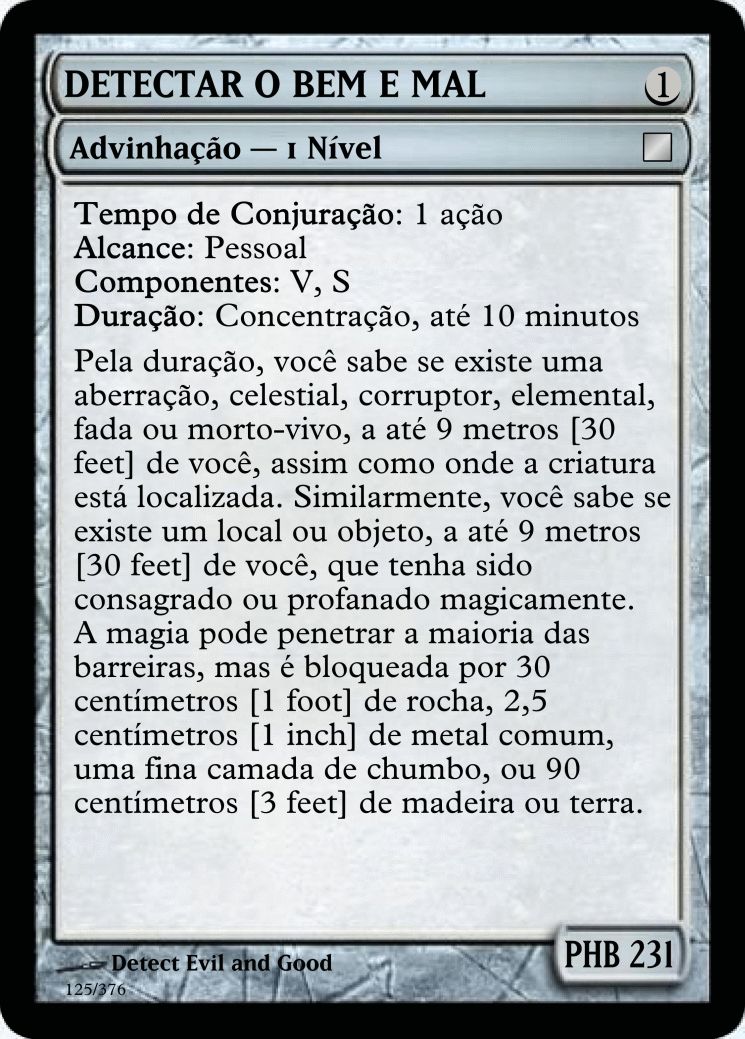 DETECTAR O BEM E MAL
1
Advinhação — 1 Nível
Tempo de Conjuração: 1 ação
Alcance: Pessoal
Componentes: V, S
Duração: Concentração, até 10 minutos
Pela duração, você sabe se existe uma
aberração, celestial, corruptor, elemental,
fada ou morto-vivo, a até 9 metros [30
feet] de você, assim como onde a criatura
está localizada. Similarmente, você sabe se
existe um local ou objeto, a até 9 metros
[30 feet] de você, que tenha sido
consagrado ou profanado magicamente.
A magia pode penetrar a maioria das
barreiras, mas é bloqueada por 30
centímetros [1 foot] de rocha, 2,5
centímetros [1 inch] de metal comum,
uma fina camada de chumbo, ou 90
centímetros [3 feet] de madeira ou terra.
PHB 231
Detect Evil and Good
125/376